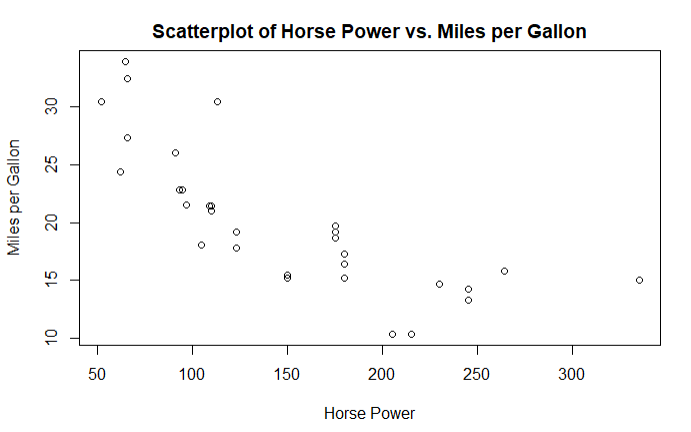 Scatterplot of Horse Power vs. Miles per Gallon
Miles per Gallon
30
25
20
15
10
50 100 150 200 250 300
Horse Power